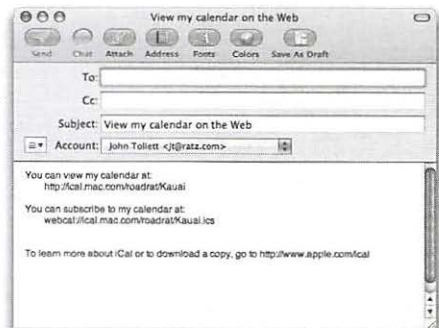 View my calendar on the Web
Send Chat Attach Address Fonts Colors Save As Draft
To:
Cc:
Subject: View my calendar on the Web
Account: John Tollett <jt@ratz.com>
You can view my calendar at:
http://ical.mac.com/roadrat/Kauai
You can subscribe to my calendar at:
webcal://ical.mac.com/roadrat/Kauai.ics
To learn more about iCal or to download a copy, go to http://www.apple.com/ical